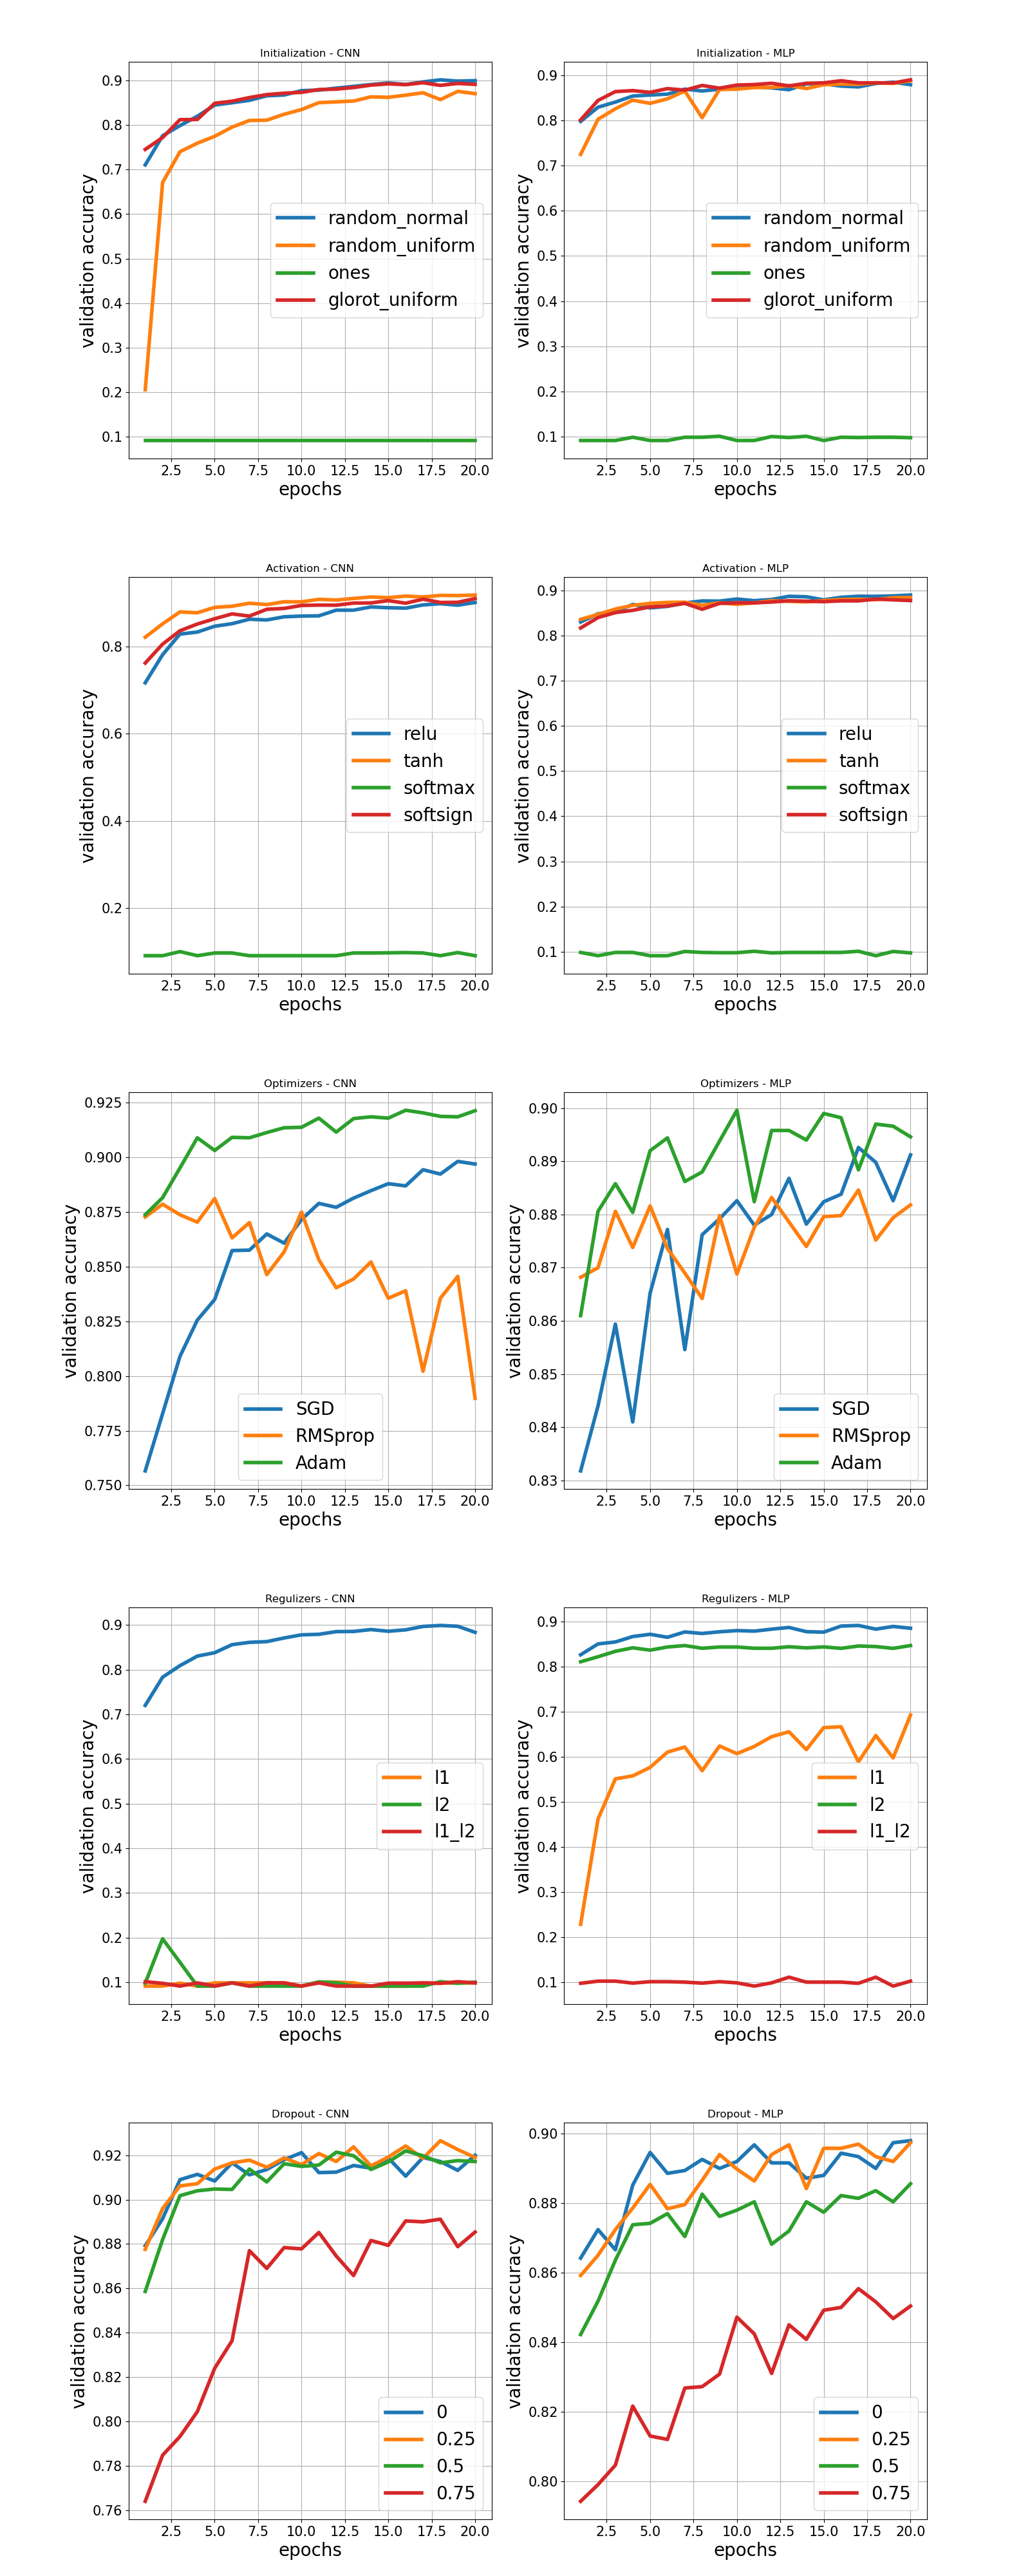 Initialization - CNN
validation accuracy
0.9
0.8
0.7
0.6
0.5
0.4
0.3
0.2
0.1
random_normal
random_uniform
ones
glorot_uniform
2.5 5.0 7.5 10.0 12.5 15.0 17.5 20.0
epochs
Initialization - MLP
validation accuracy
0.9
0.8
0.7
0.6
0.5
0.4
0.3
0.2
0.1
random_normal
random_uniform
ones
glorot_uniform
2.5 5.0 7.5 10.0 12.5 15.0 17.5 20.0
epochs
Activation - CNN
validation accuracy
0.8
0.6
0.4
0.2
relu
tanh
softmax
softsign
2.5 5.0 7.5 10.0 12.5 15.0 17.5 20.0
epochs
Activation - MLP
validation accuracy
0.9
0.8
0.7
0.6
0.5
0.4
0.3
0.2
0.1
relu
tanh
softmax
softsign
2.5 5.0 7.5 10.0 12.5 15.0 17.5 20.0
epochs
Optimizers - CNN
validation accuracy
0.925
0.900
0.875
0.850
0.825
0.800
0.775
0.750
SGD
RMSprop
Adam
2.5 5.0 7.5 10.0 12.5 15.0 17.5 20.0
epochs
Optimizers - MLP
validation accuracy
0.90
0.89
0.88
0.87
0.86
0.85
0.84
0.83
SGD
RMSprop
Adam
2.5 5.0 7.5 10.0 12.5 15.0 17.5 20.0
epochs
Regulizers - CNN
validation accuracy
0.9
0.8
0.7
0.6
0.5
0.4
0.3
0.2
0.1
l1
l2
l1_l2
2.5 5.0 7.5 10.0 12.5 15.0 17.5 20.0
epochs
Regulizers - MLP
validation accuracy
0.9
0.8
0.7
0.6
0.5
0.4
0.3
0.2
0.1
l1
l2
l1_l2
2.5 5.0 7.5 10.0 12.5 15.0 17.5 20.0
epochs
Dropout - CNN
validation accuracy
0.92
0.90
0.88
0.86
0.84
0.82
0.80
0.78
0.76
0
0.25
0.5
0.75
2.5 5.0 7.5 10.0 12.5 15.0 17.5 20.0
epochs
Dropout - MLP
validation accuracy
0.90
0.88
0.86
0.84
0.82
0.80
0
0.25
0.5
0.75
2.5 5.0 7.5 10.0 12.5 15.0 17.5 20.0
epochs